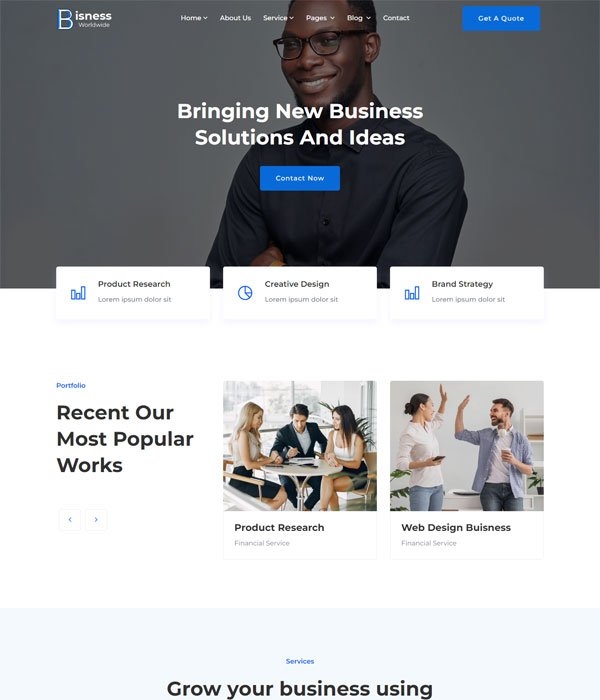 Bisness
Worldwide
Home About Us Service Pages Blog Contact
Get A Quote
Bringing New Business
Solutions And Ideas
Contact Now
Product Research
Lorem ipsum dolor sit
Creative Design
Lorem ipsum dolor sit
Brand Strategy
Lorem ipsum dolor sit
Portfolio
Recent Our
Most Popular
Works
Product Research
Financial Service
Web Design Buisness
Financial Service
Services
Grow your business using